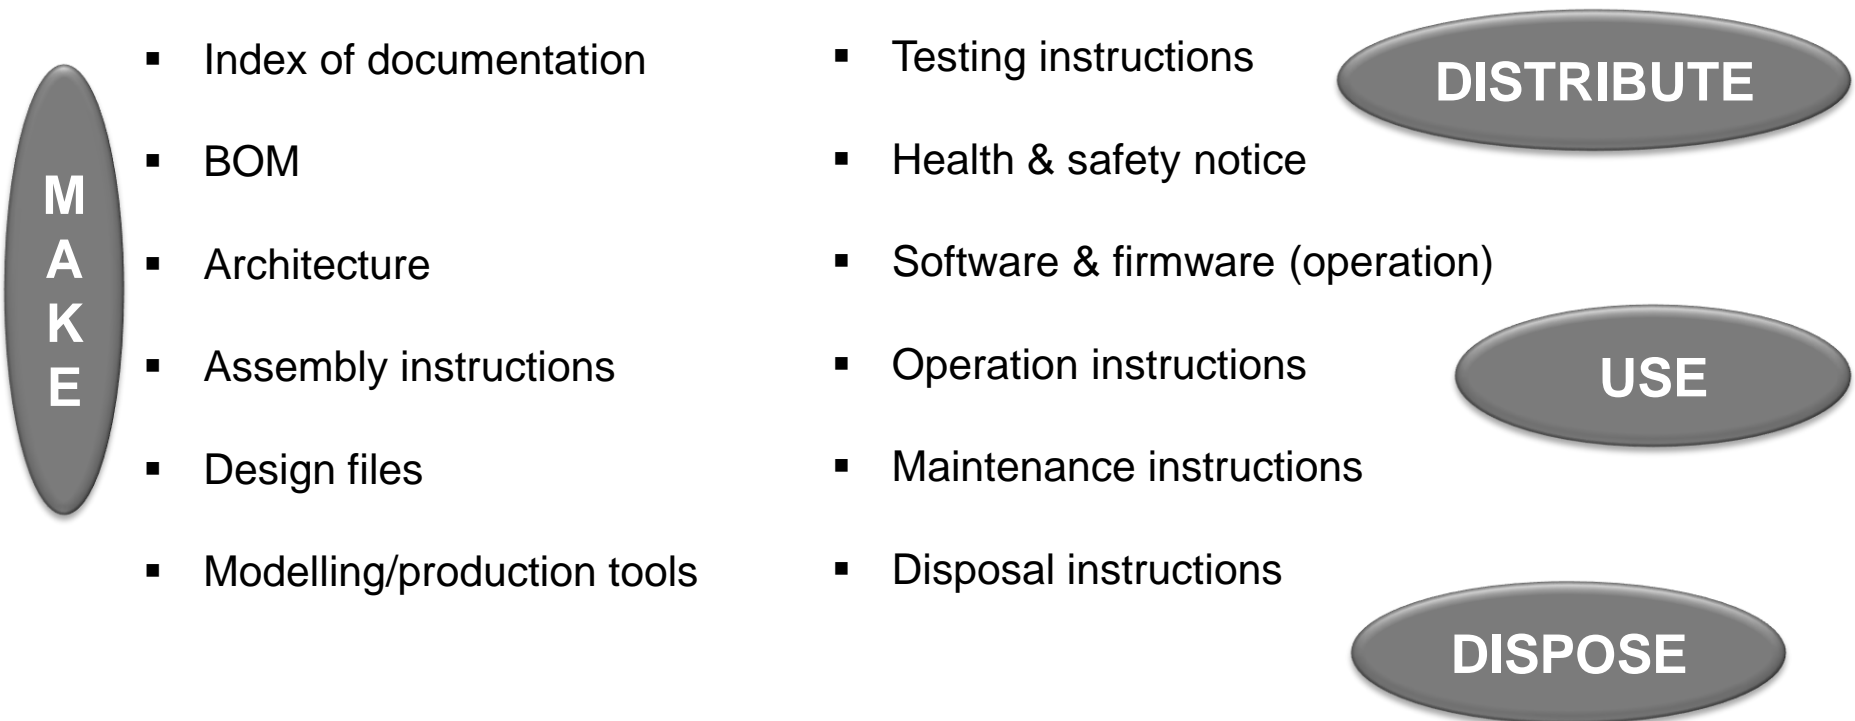 MAKE
Index of documentation
BOM
Architecture
Assembly instructions
Design files
Modelling/production tools
Testing instructions
Health & safety notice
Software & firmware (operation)
Operation instructions
Maintenance instructions
Disposal instructions
DISTRIBUTE
USE
DISPOSE